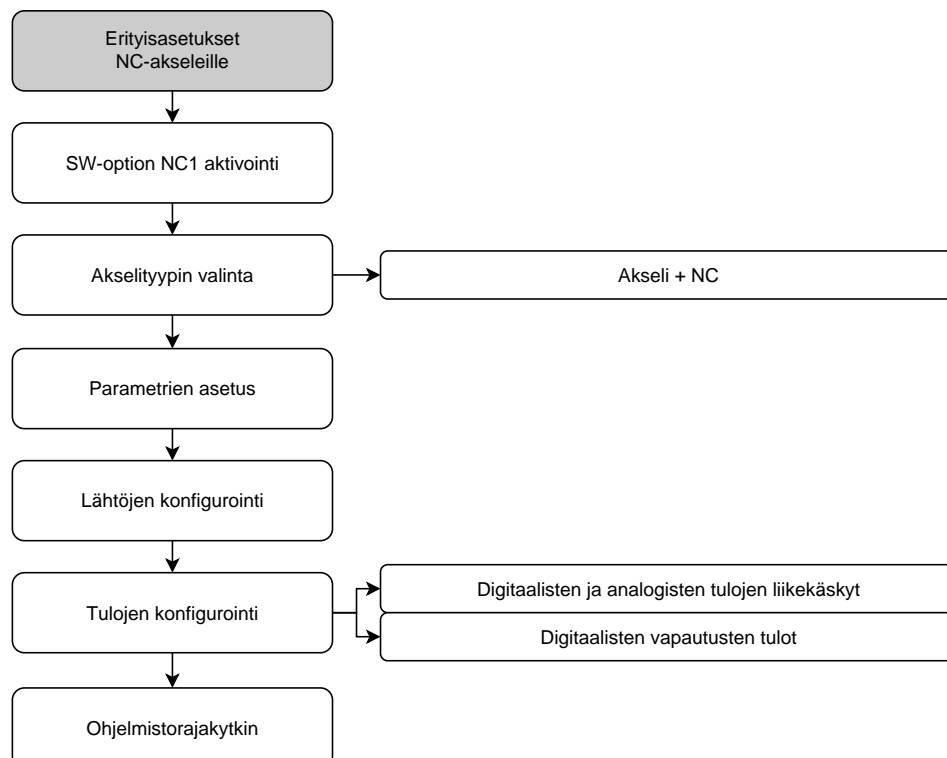 Erityisasetukset
NC-akseleille
SW-option NC1 aktivointi
Akselityypin valinta
Akseli + NC
Parametrien asetus
Lähtöjen konfigurointi
Tulojen konfigurointi
Digitaalisten ja analogisten tulojen liikekäskyt
Digitaalisten vapautusten tulot
Ohjelmistorajakytkin